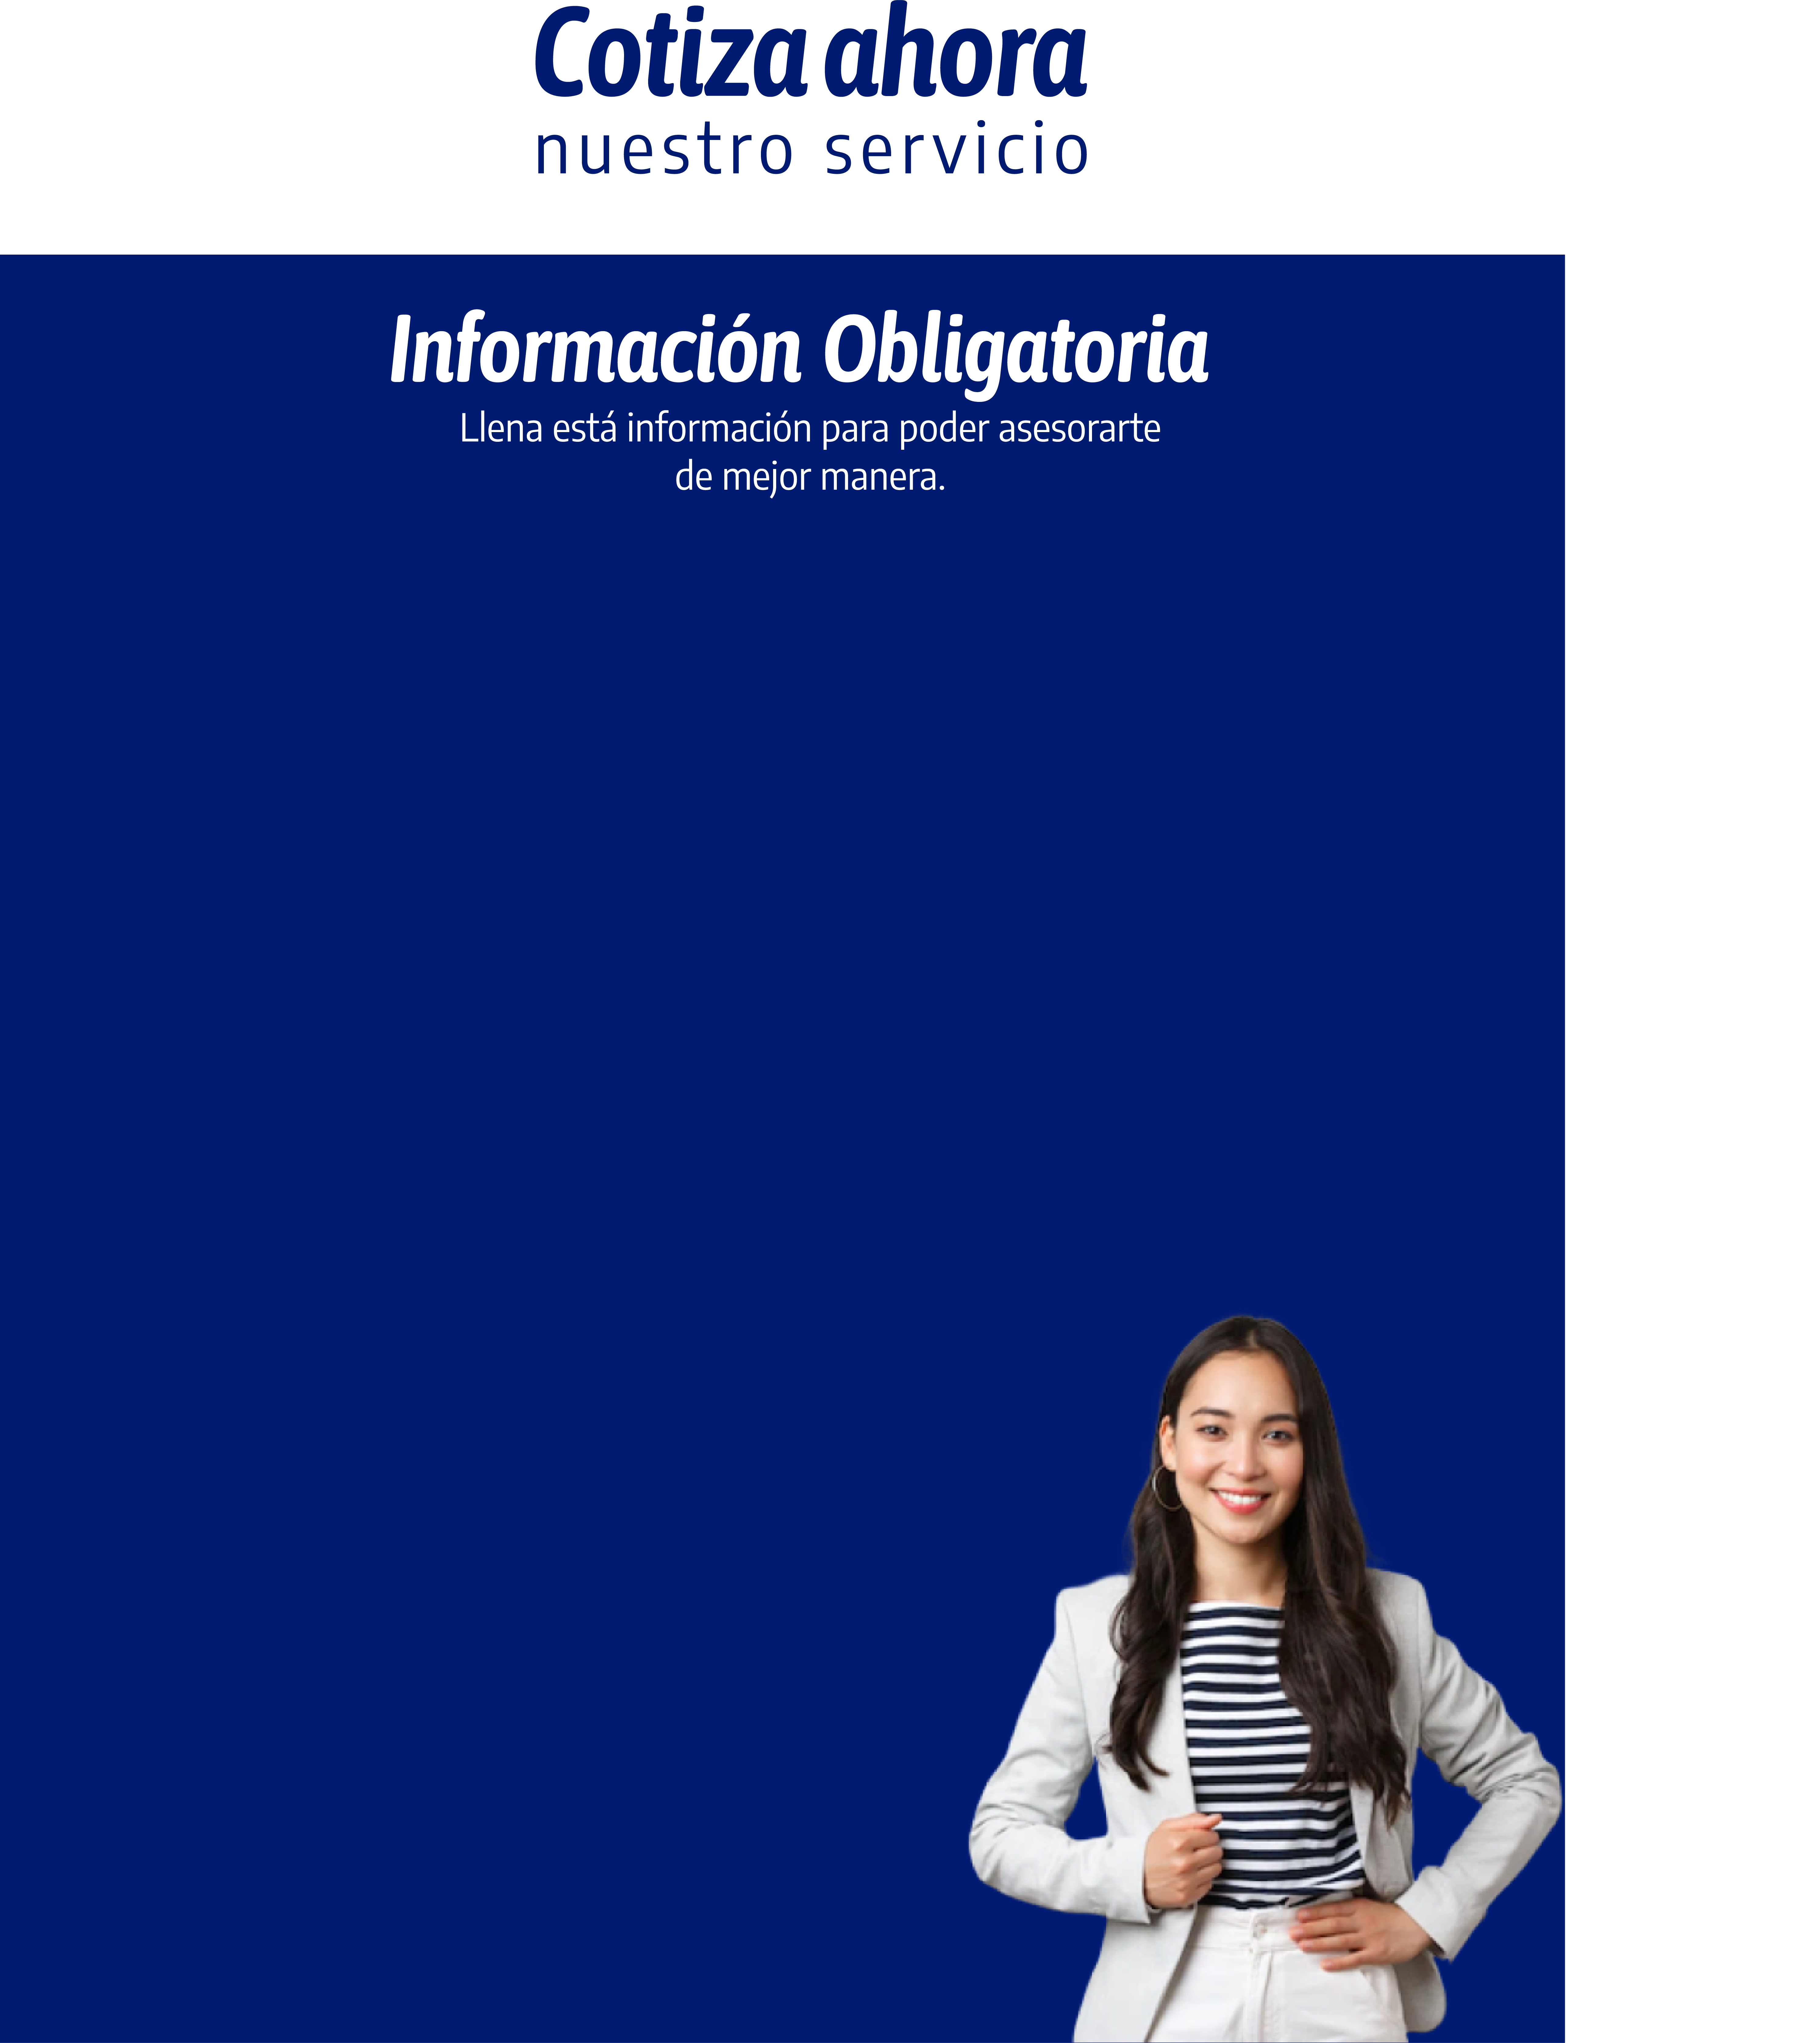 Cotiza ahora
nuestro servicio
Información Obligatoria
Llena está información para poder asesorarte
de mejor manera.